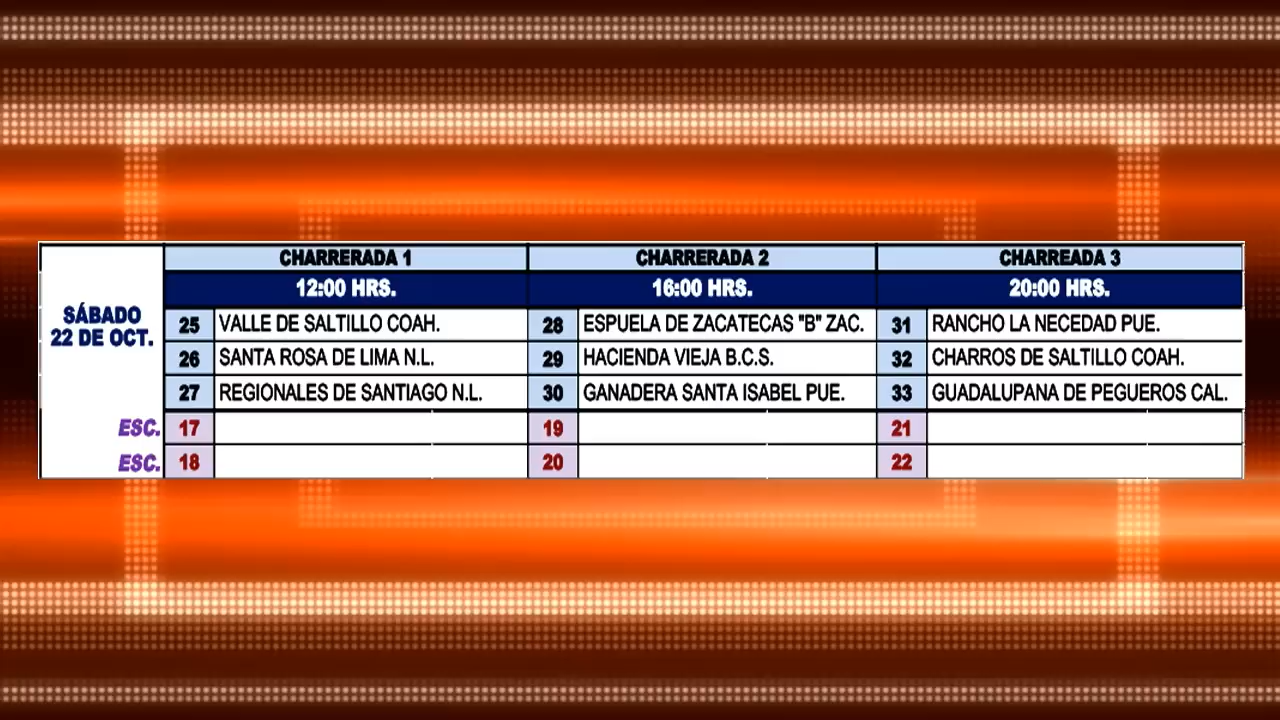 CHARRERADA 1 CHARRERADA 2 CHARREADA 3
12:00 HRS. 16:00 HRS. 20:00 HRS.
SÁBADO
22 DE OCT.
25 VALLE DE SALTILLO COAH. 28 ESPUELA DE ZACATECAS "B" ZAC. 31 RANCHO LA NECEDAD PUE.
26 SANTA ROSA DE LIMA N.L. 29 HACIENDA VIEJA B.C.S. 32 CHARROS DE SALTILLO COAH.
27 REGIONALES DE SANTIAGO N.L. 30 GANADERA SANTA ISABEL PUE. 33 GUADALUPANA DE PEGUEROS CAL.
ESC. 17 19 21
ESC. 18 20 22